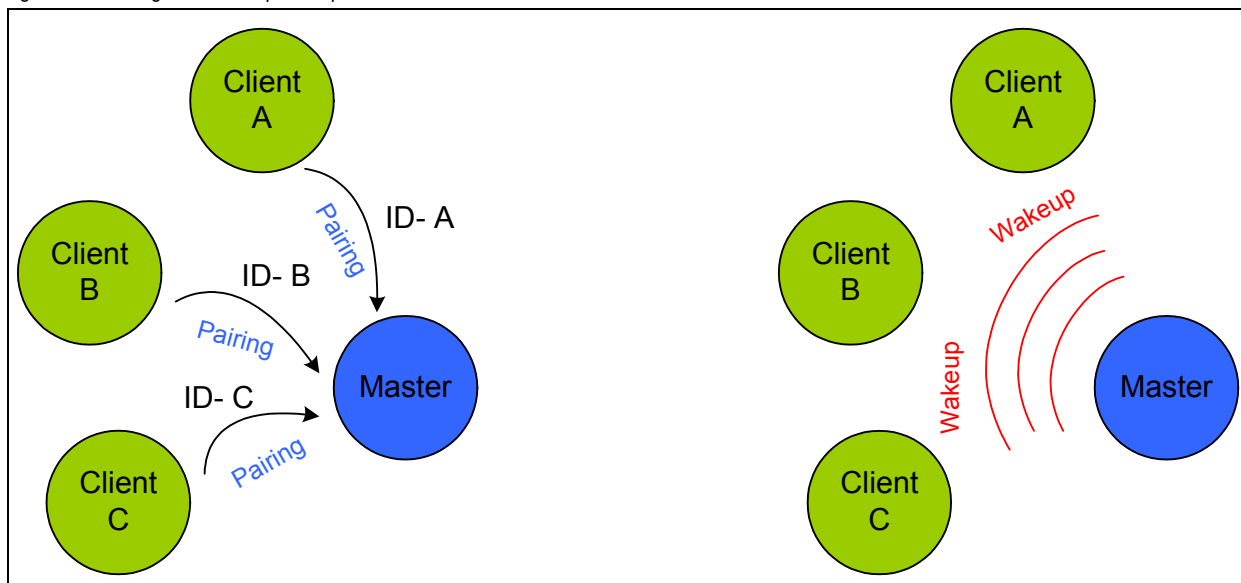 Client
A
Pairing
ID- A
Client
B
ID- B
Pairing
ID- C
Pairing
Client
C
Master
Client
A
Wakeup
Client
B
Wakeup
Client
C
Master